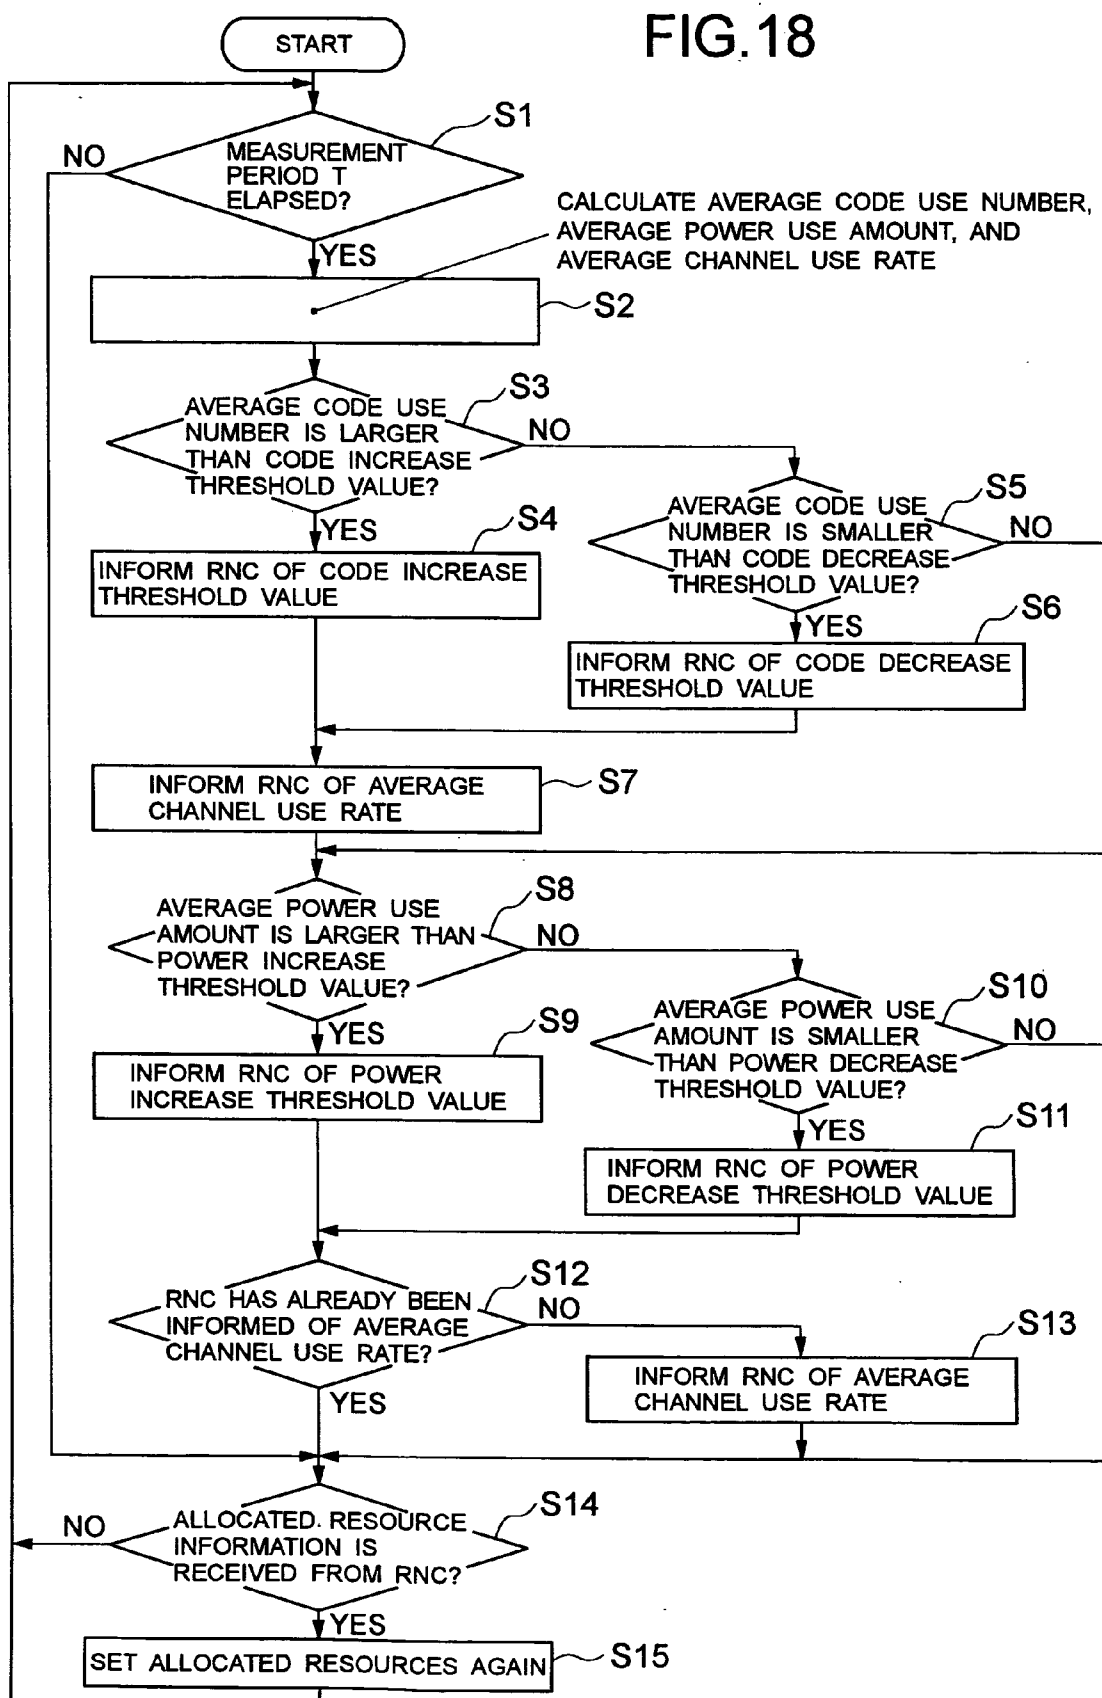 FIG.18
START
S1
NO
MEASUREMENT
PERIOD T
ELAPSED?
YES
CALCULATE AVERAGE CODE USE NUMBER,
AVERAGE POWER USE AMOUNT, AND
AVERAGE CHANNEL USE RATE
S2
S3
AVERAGE CODE USE
NUMBER IS LARGER
THAN CODE INCREASE
THRESHOLD VALUE?
NO
YES
S4
INFORM RNC OF CODE INCREASE
THRESHOLD VALUE
S5
AVERAGE CODE USE
NUMBER IS SMALLER
THAN CODE DECREASE
THRESHOLD VALUE?
NO
YES
S6
INFORM RNC OF CODE DECREASE
THRESHOLD VALUE
INFORM RNC OF AVERAGE
CHANNEL USE RATE
S7
S8
AVERAGE POWER USE
AMOUNT IS LARGER THAN
POWER INCREASE
THRESHOLD VALUE?
NO
YES
S9
INFORM RNC OF POWER
INCREASE THRESHOLD VALUE
S10
AVERAGE POWER USE
AMOUNT IS SMALLER
THAN POWER DECREASE
THRESHOLD VALUE?
NO
YES
S11
INFORM RNC OF POWER
DECREASE THRESHOLD VALUE
S12
RNC HAS ALREADY BEEN
INFORMED OF AVERAGE
CHANNEL USE RATE?
NO
YES
S13
INFORM RNC OF AVERAGE
CHANNEL USE RATE
S14
NO
ALLOCATED RESOURCE
INFORMATION IS
RECEIVED FROM RNC?
YES
SET ALLOCATED RESOURCES AGAIN
S15